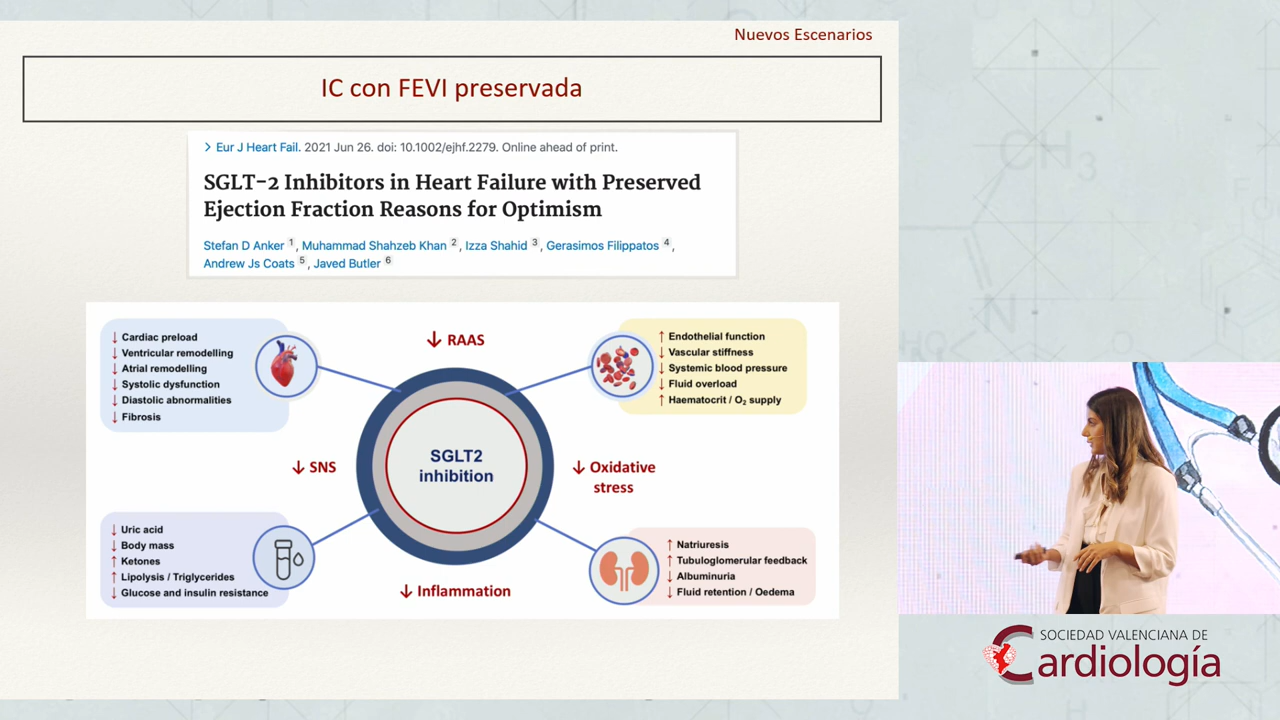 Nuevos Escenarios
IC con FEVI preservada
> Eur J Heart Fail. 2021 Jun 26. doi: 10.1002/ejhf.2279. Online ahead of print.
SGLT-2 Inhibitors in Heart Failure with Preserved
Ejection Fraction Reasons for Optimism
Stefan D Anker 1, Muhammad Shahzeb Khan 2, Izza Shahid 3, Gerasimos Filippatos 4,
Andrew Js Coats 5, Javed Butler 6
↓ Cardiac preload
↓ Ventricular remodelling
↓ Atrial remodelling
↓ Systolic dysfunction
↓ Diastolic abnormalities
↓ Fibrosis
↓ RAAS
↑ Endothelial function
↓ Vascular stiffness
↓ Systemic blood pressure
↓ Fluid overload
↑ Haematocrit / O₂ supply
↓ SNS
SGLT2
inhibition
↓ Oxidative
stress
↓ Uric acid
↓ Body mass
↑ Ketones
↑ Lipolysis / Triglycerides
↓ Glucose and insulin resistance
↓ Inflammation
↑ Natriuresis
↑ Tubuloglomerular feedback
↓ Albuminuria
↓ Fluid retention / Oedema
CH3
N
SOCIEDAD VALENCIANA DE
Cardiología